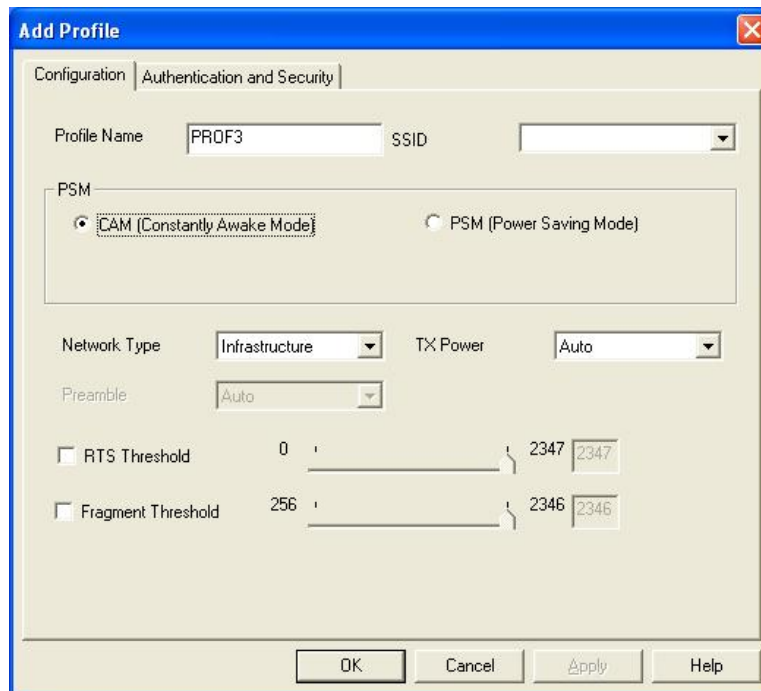 Add Profile
Configuration Authentication and Security
Profile Name PROF3 SSID
PSM
CAM (Constantly Awake Mode) PSM (Power Saving Mode)
Network Type Infrastructure TX Power Auto
Preamble Auto
RTS Threshold 0 2347 2347
Fragment Threshold 256 2346 2346
OK Cancel Apply Help